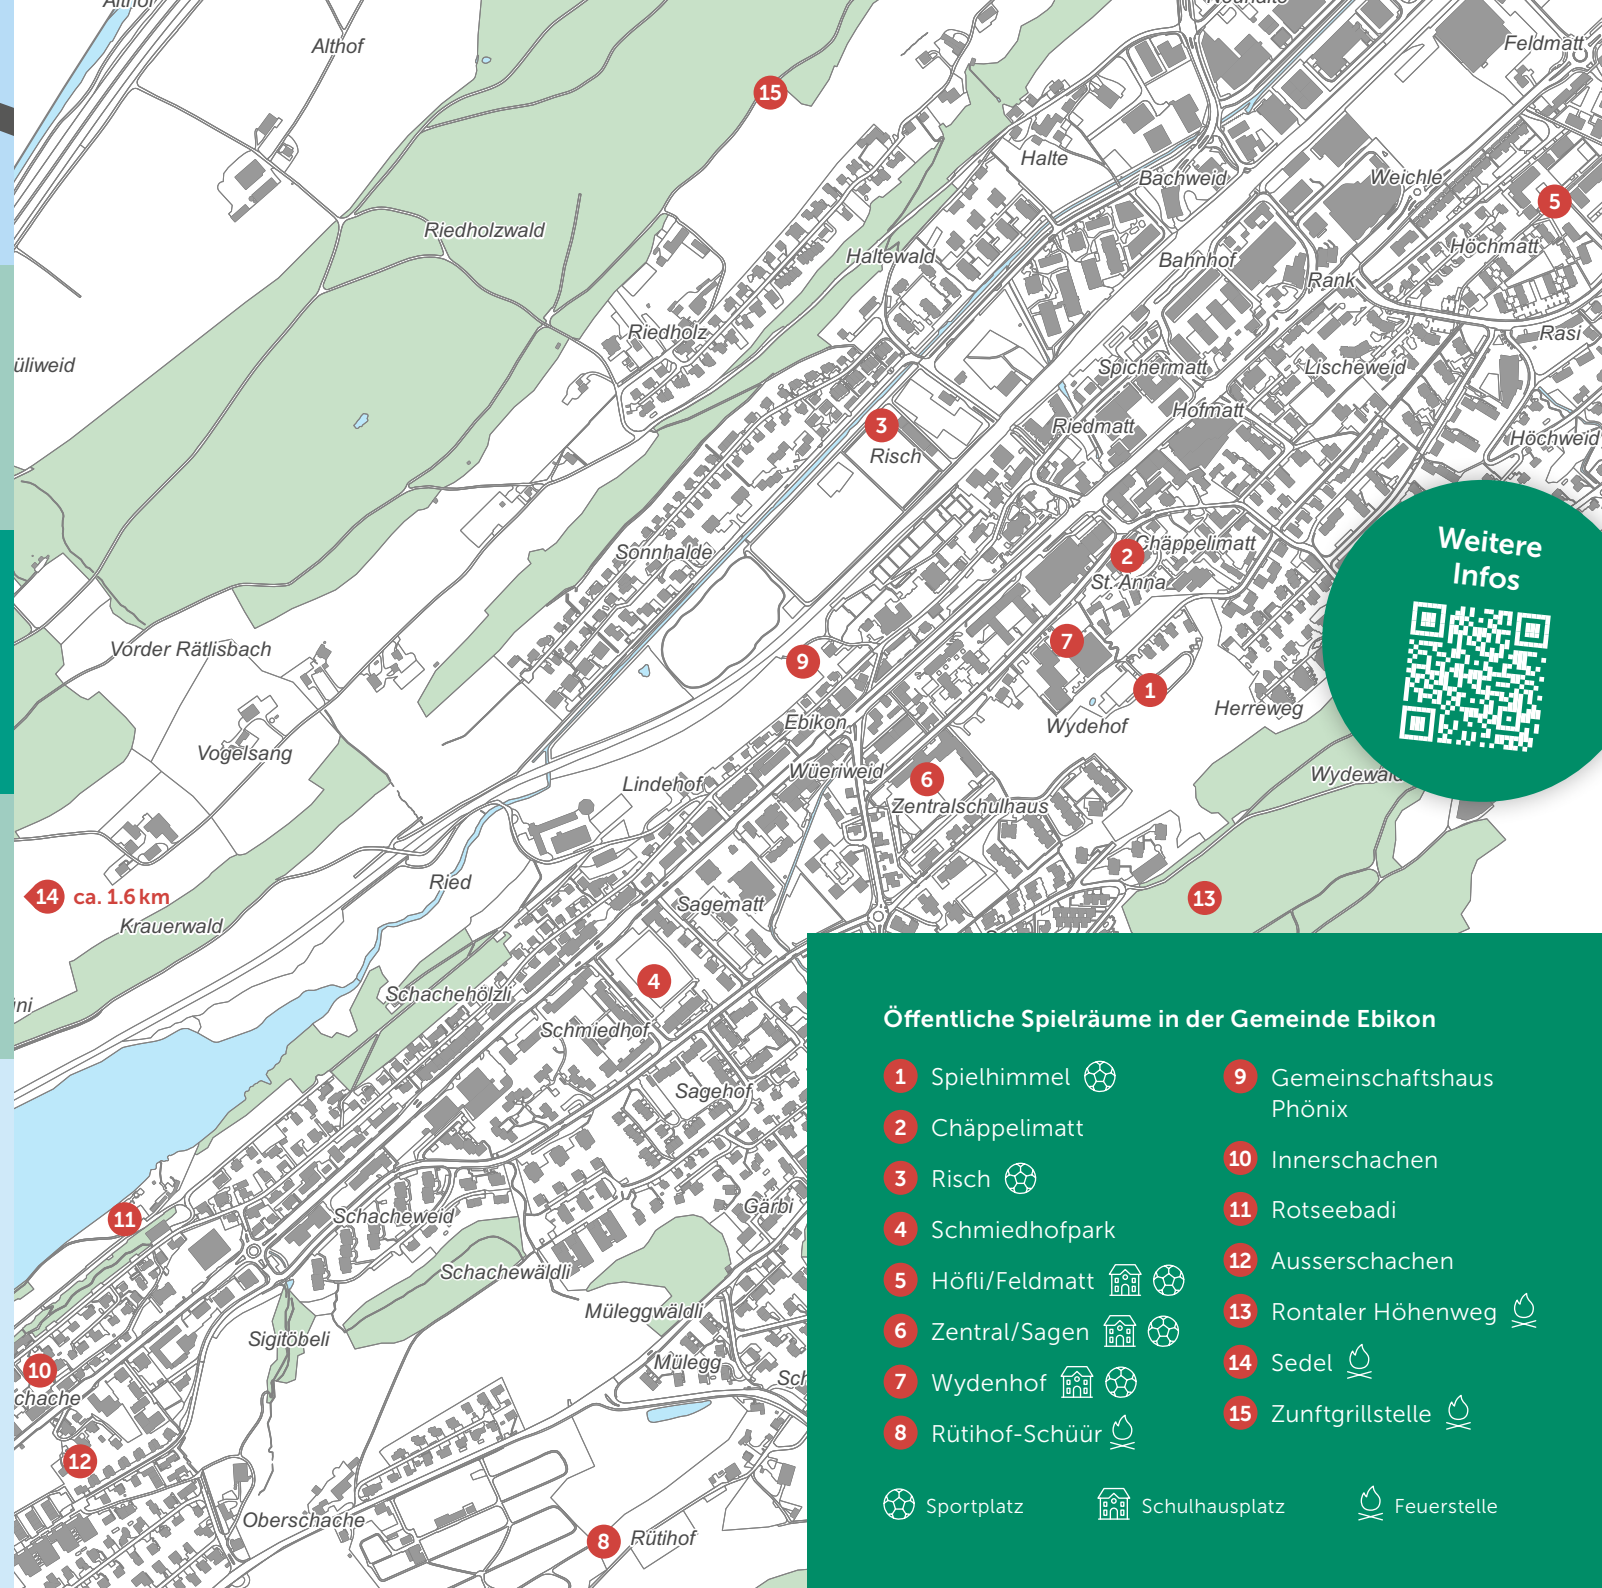 Althof
Neuhalte
Althof
Feldmatt
15
Halte
Bachweid
Weichle
5
Riedholzwald
Haltewald
Bahnhof
Höchmatt
Rank
Riedholz
Rasi
üliweid
Spichermatt
Lischeweid
Hofmatt
3
Riedmatt
Höchweid
Risch
Weitere
Infos
Sonnhalde
Chäppelimatt
2
St. Anna
Vorder Rätlisbach
7
9
1
Ebikon
Wydehof
Herreweg
Vogelsang
Wüeriweid
Wydewald
Lindehof
6
Zentralschulhaus
14 ca. 1.6 km
Ried
Sagematt
13
Krauerwald
4
Schachehölzli
Schmiedhof
Sagehof
Garbi
11
Schacheweid
Schachewäldli
Müleggwäldli
Sigitöbeli
Mülegg
10
chache
12
Oberschache
8
Rütihof
Öffentliche Spielräume in der Gemeinde Ebikon
1 Spielhimmel
2 Chäppelimatt
3 Risch
4 Schmiedhofpark
5 Höfli/Feldmatt
6 Zentral/Sagen
7 Wydenhof
8 Rütihof-Schüür
9 Gemeinschaftshaus
Phönix
10 Innerschachen
11 Rotseebadi
12 Ausserschachen
13 Rontaler Höhenweg
14 Sedel
15 Zunftgrillstelle
Sportplatz
Schulhausplatz
Feuerstelle